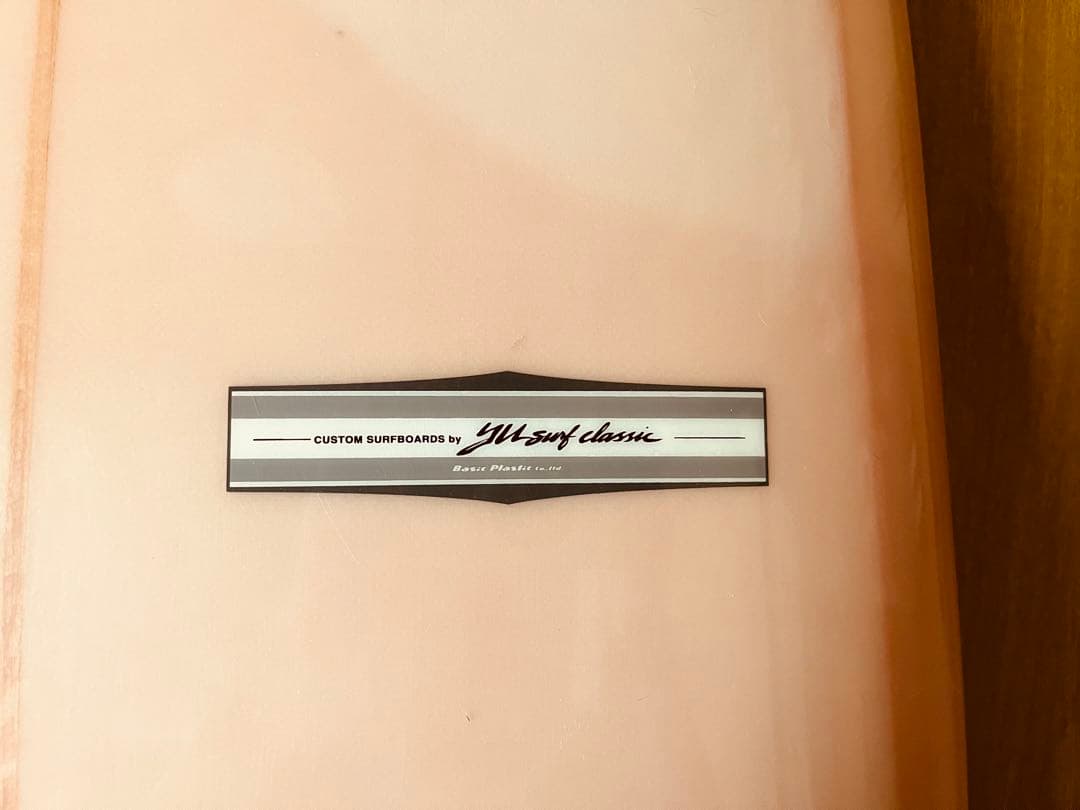 CUSTOM SURFBOARDS by YU surf classic
Basic Plastic co.,ltd